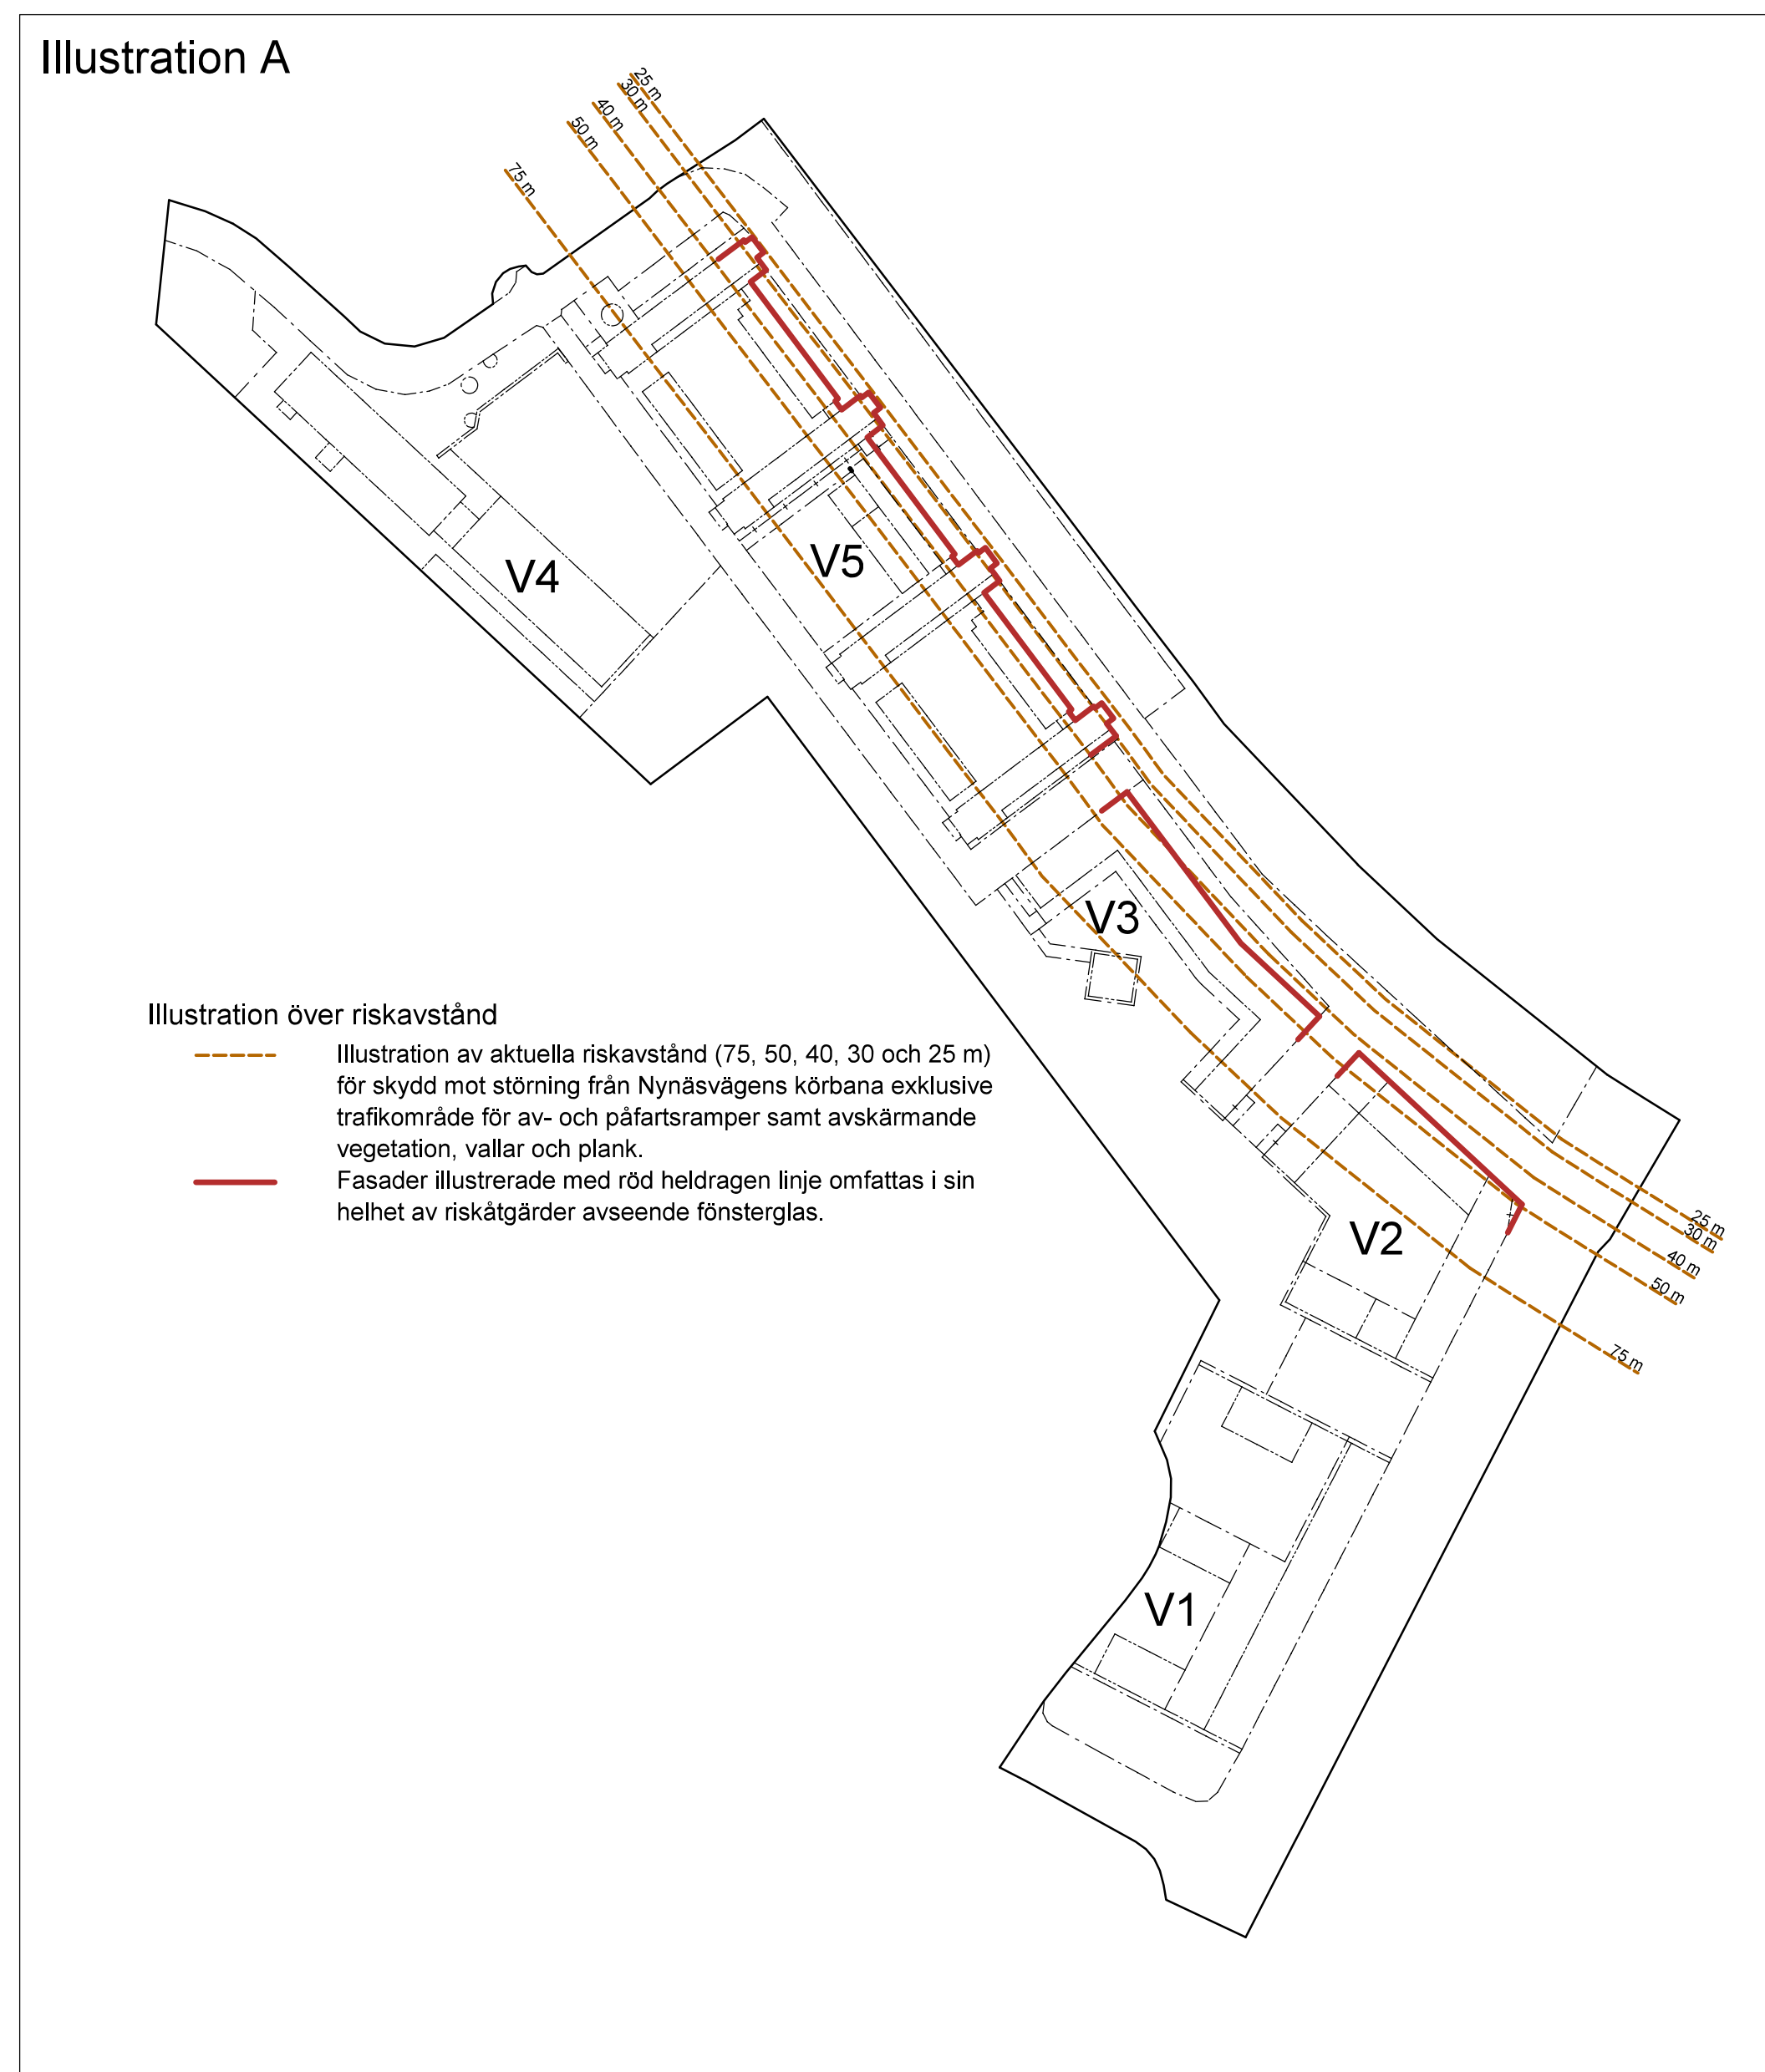 Illustration A
25 m
30 m
40 m
50 m
75 m
V5
V4
V3
Illustration över riskavstånd
Illustration av aktuella riskavstånd (75, 50, 40, 30 och 25 m)
för skydd mot störning från Nynäsvägens körbana exklusive
trafikområde för av- och påfartsramper samt avskärmande
vegetation, vallar och plank.
Fasader illustrerade med röd heldragen linje omfattas i sin
helhet av riskåtgärder avseende fönsterglas.
V2
25 m
30 m
40 m
50 m
75 m
V1